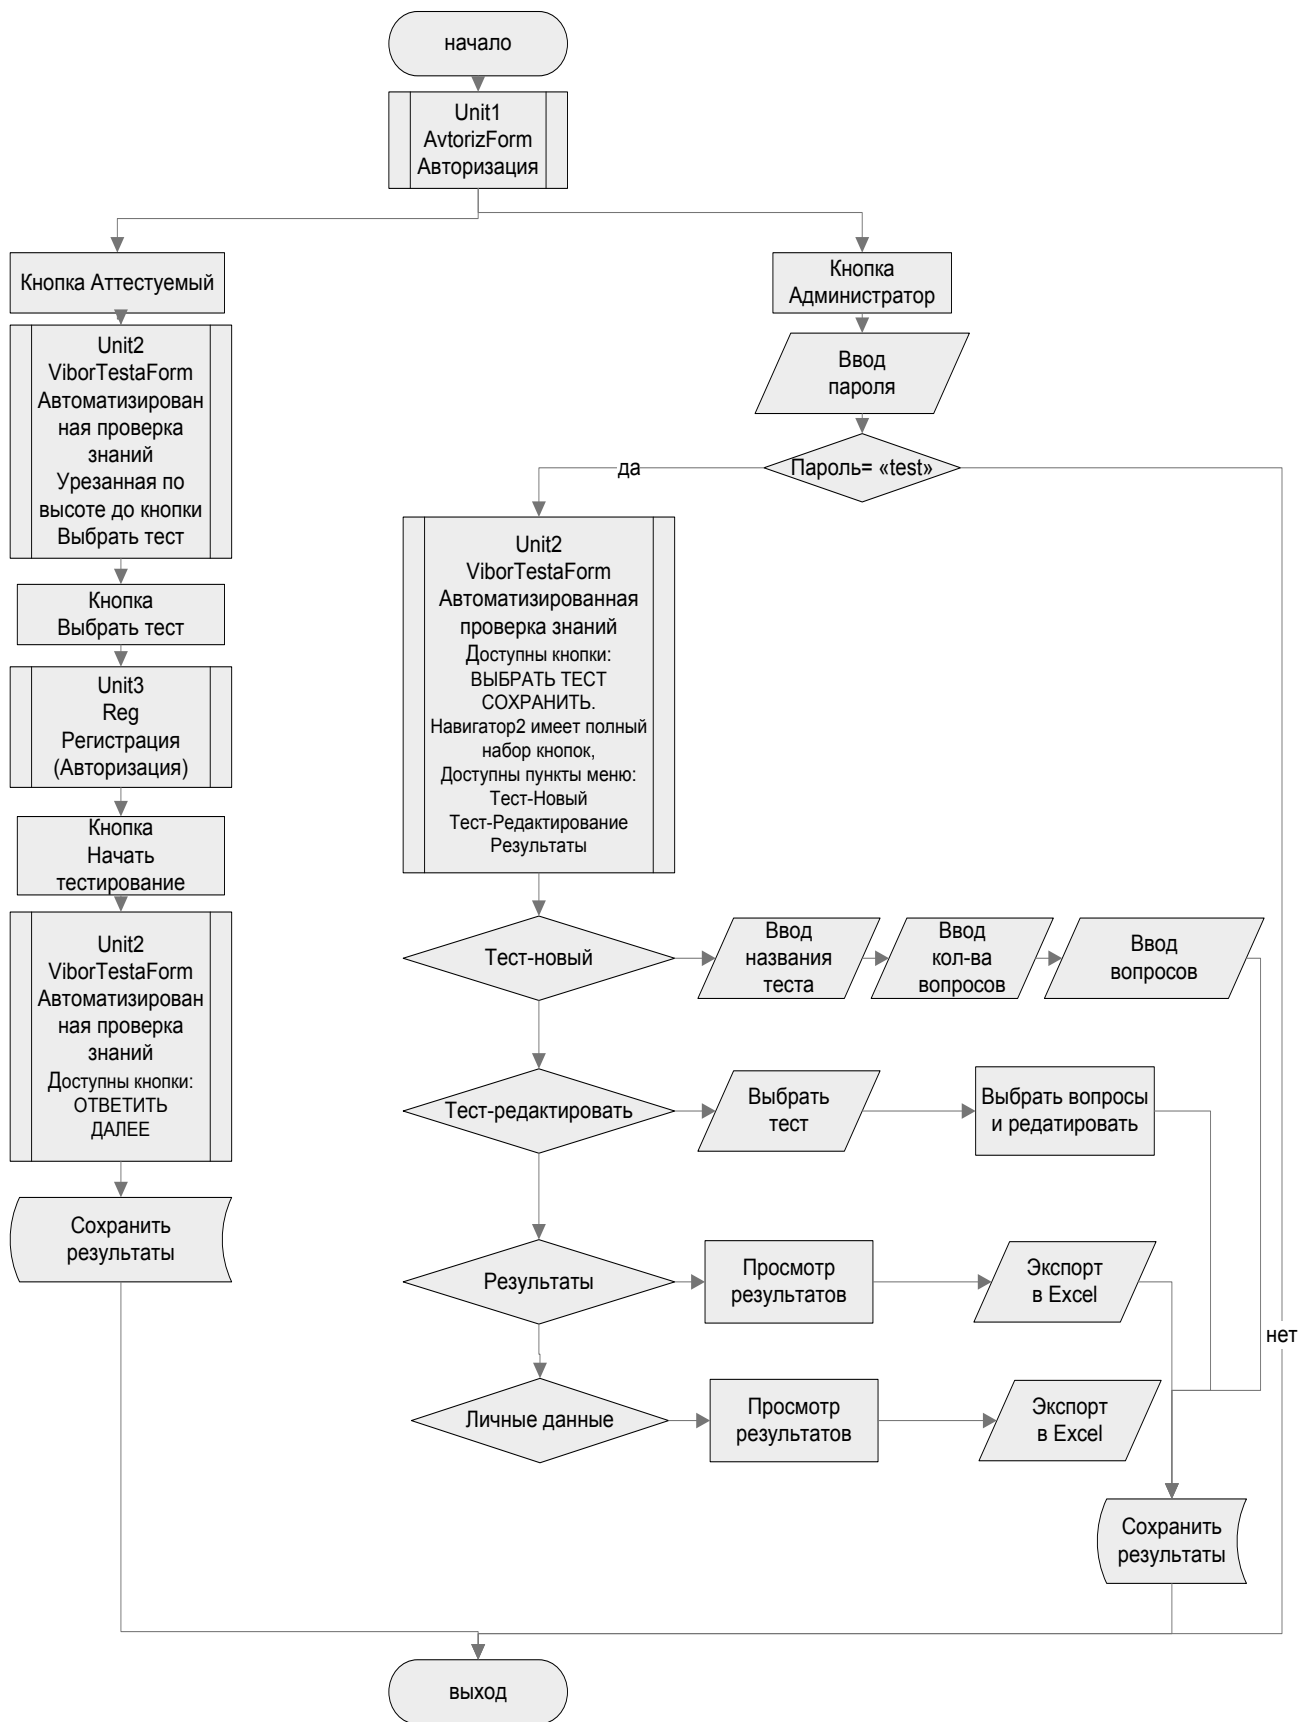 начало
Unit1
AvtorizForm
Авторизация
Кнопка Аттестуемый
Unit2
ViborTestaForm
Автоматизирован
ная проверка
знаний
Урезанная по
высоте до кнопки
Выбрать тест
Кнопка
Выбрать тест
Unit3
Reg
Регистрация
(Авторизация)
Кнопка
Начать
тестирование
Unit2
ViborTestaForm
Автоматизирован
ная проверка
знаний
Доступны кнопки:
ОТВЕТИТЬ
ДАЛЕЕ
Сохранить
результаты
Кнопка
Администратор
Ввод
пароля
Пароль= «test»
да
Unit2
ViborTestaForm
Автоматизированная
проверка знаний
Доступны кнопки:
ВЫБРАТЬ ТЕСТ
СОХРАНИТЬ.
Навигатор2 имеет полный
набор кнопок,
Доступны пункты меню:
Тест-Новый
Тест-Редактирование
Результаты
Тест-новый
Ввод
названия
теста
Ввод
кол-ва
вопросов
Ввод
вопросов
Тест-редактировать
Выбрать
тест
Выбрать вопросы
и редатировать
Результаты
Просмотр
результатов
Экспорт
в Excel
нет
Личные данные
Просмотр
результатов
Экспорт
в Excel
Сохранить
результаты
выход